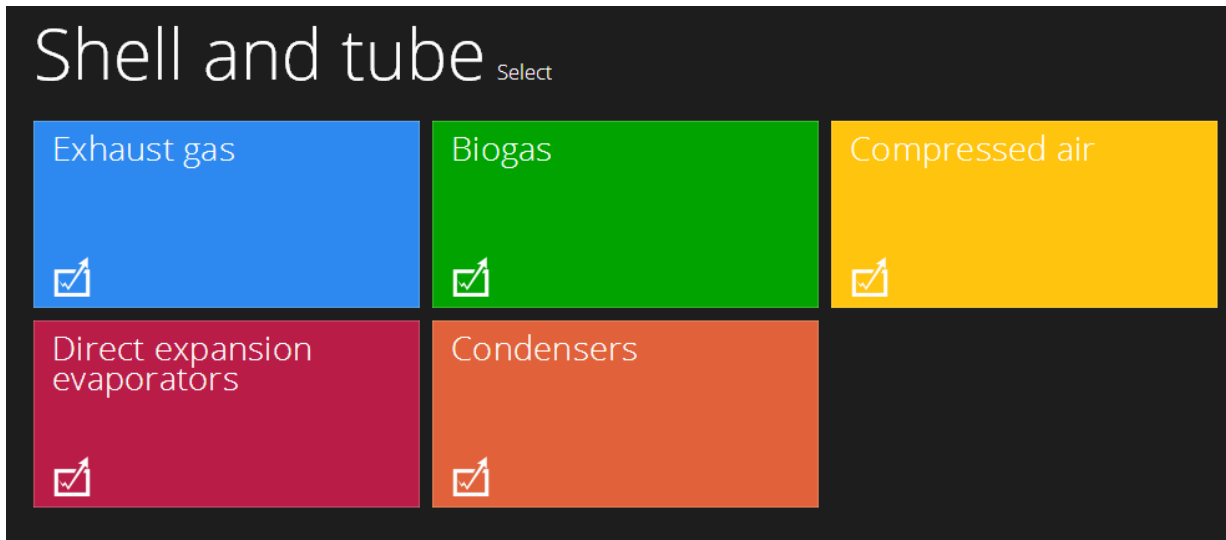 Shell and tube Select
Exhaust gas
Biogas
Compressed air
Direct expansion
evaporators
Condensers